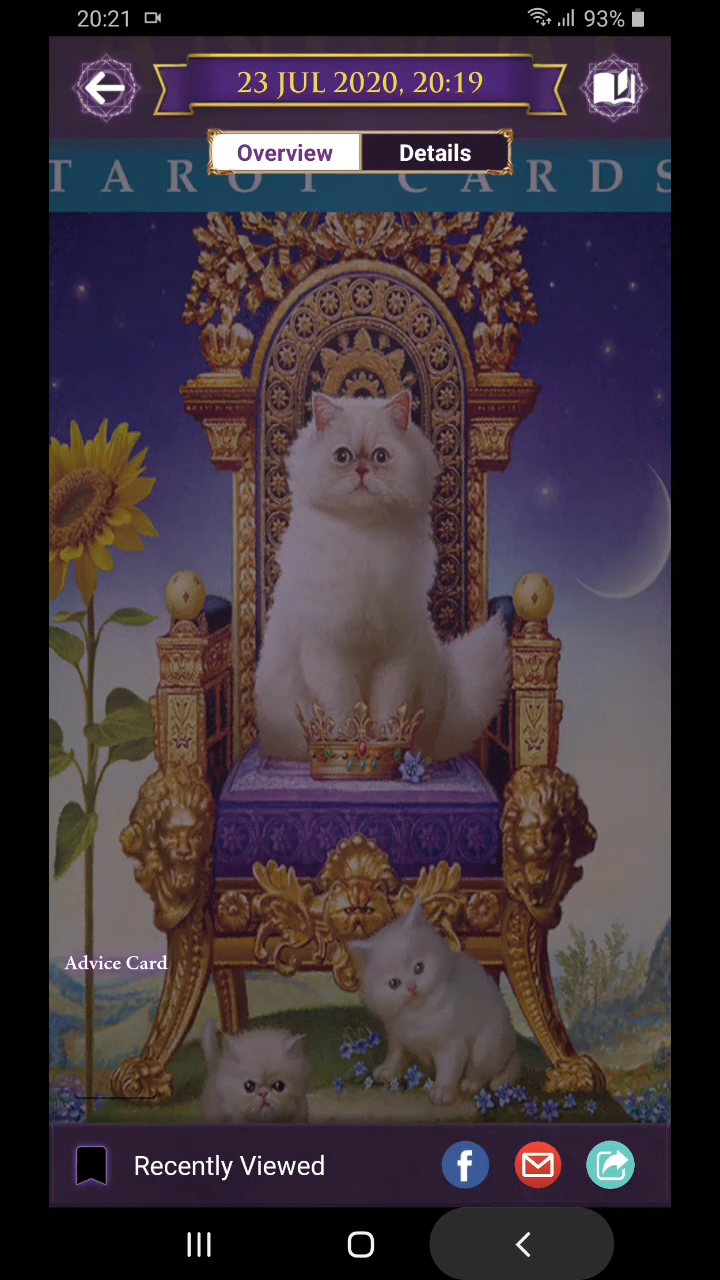 20:21
93%
23 JUL 2020, 20:19
Overview
Details
TAROT CARDS
Advice Card
Recently Viewed